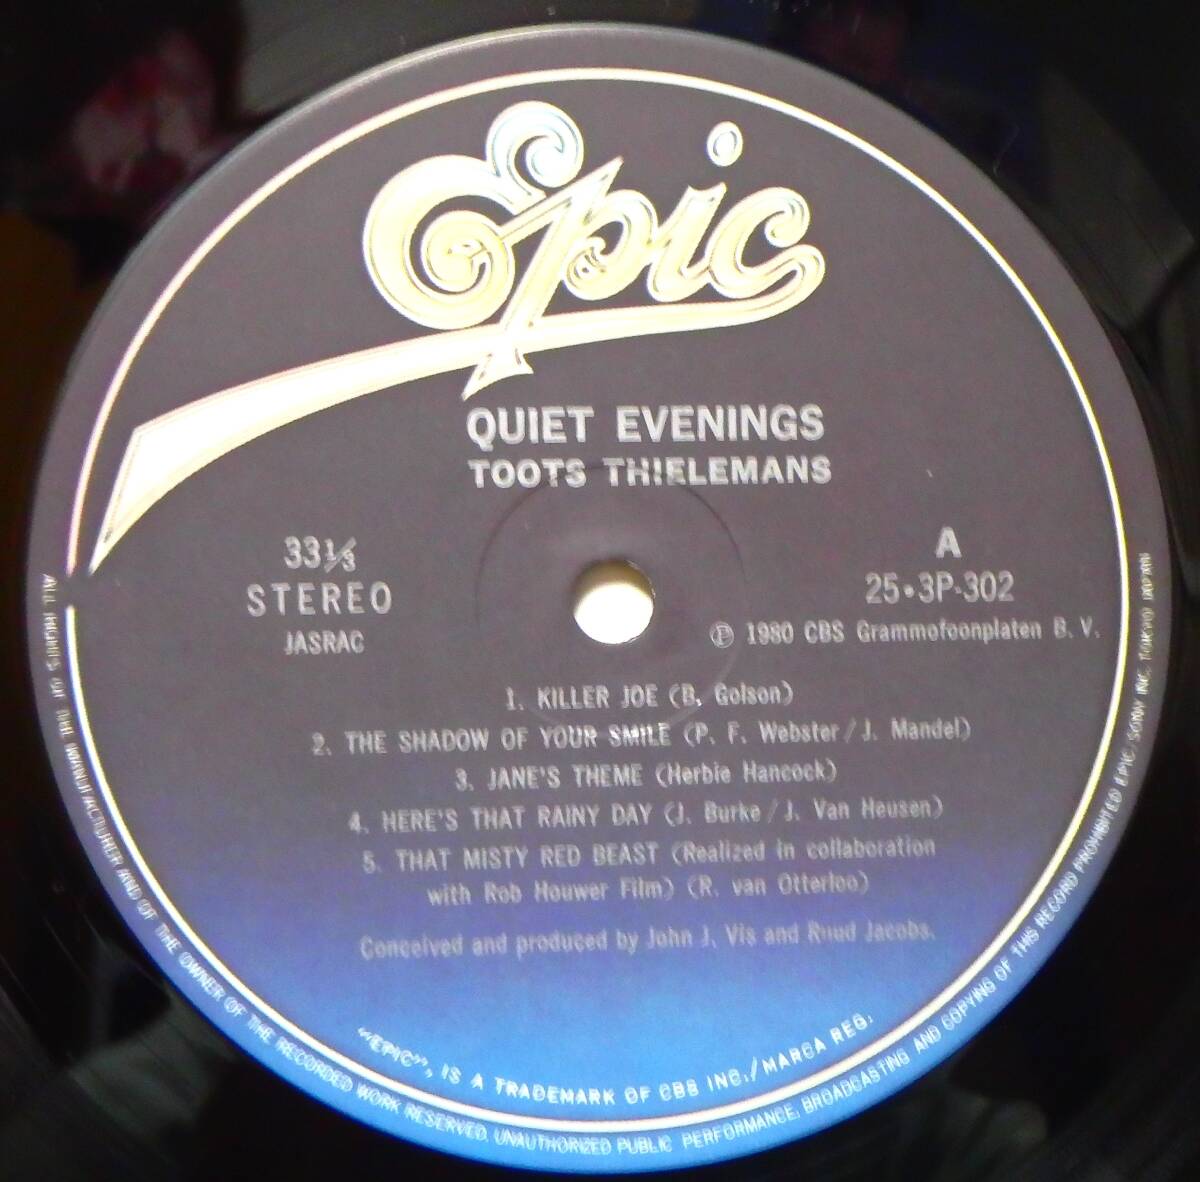 Epic
QUIET EVENINGS
TOOTS THIELEMANS
33⅓
STEREO
JASRAC
A
25•3P-302
Ⓟ 1980 CBS Grammofoonplaten B. V.
1. KILLER JOE (B. Golson)
2. THE SHADOW OF YOUR SMILE (P. F. Webster / J. Mandel)
3. JANE'S THEME (Herbie Hancock)
4. HERE'S THAT RAINY DAY (J. Burke / J. Van Heusen)
5. THAT MISTY RED BEAST (Realized in collaboration
with Rob Houwer Film) (R. van Otterloo)
Conceived and produced by John J. Vis and Ruud Jacobs.
"EPIC", IS A TRADEMARK OF CBS INC./MARCA REG.
ALL RIGHTS OF THE MANUFACTURER AND OF THE OWNER OF THE RECORDED WORK RESERVED. UNAUTHORIZED PUBLIC PERFORMANCE, BROADCASTING AND COPYING OF THIS RECORD PROHIBITED EPIC/SONY INC. TOKYO JAPAN